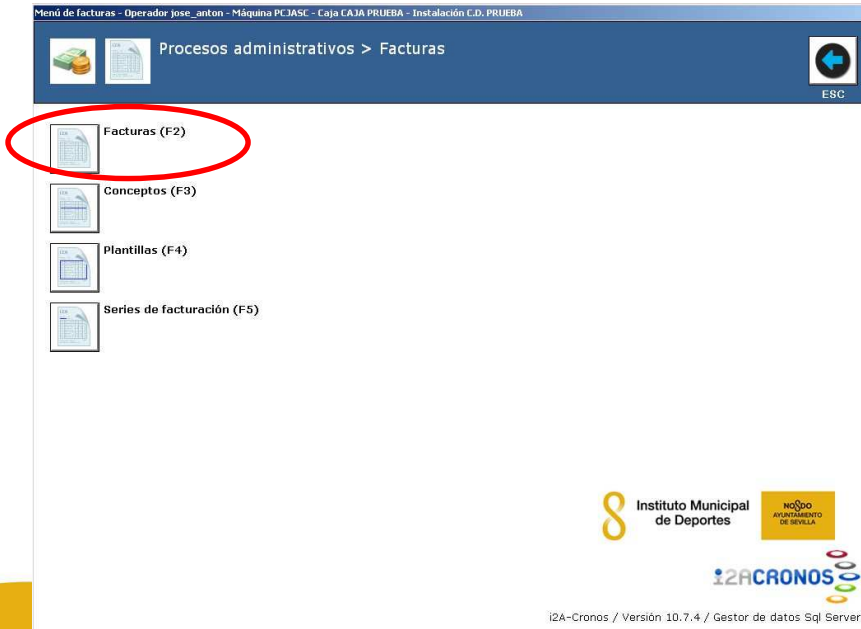 Menú de facturas - Operador jose_anton - Máquina PCJASC - Caja CAJA PRUEBA - Instalación C.D. PRUEBA
Procesos administrativos > Facturas
ESC
Facturas (F2)
Conceptos (F3)
Plantillas (F4)
Series de facturación (F5)
Instituto Municipal
de Deportes
NO8DO
AYUNTAMIENTO
DE SEVILLA
i2ACRONOS
i2A-Cronos / Versión 10.7.4 / Gestor de datos Sql Server